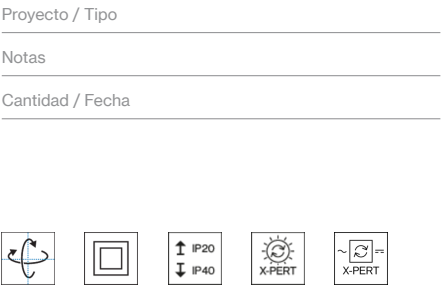 Proyecto / Tipo
Notas
Cantidad / Fecha
IP20
IP40
X-PERT
X-PERT